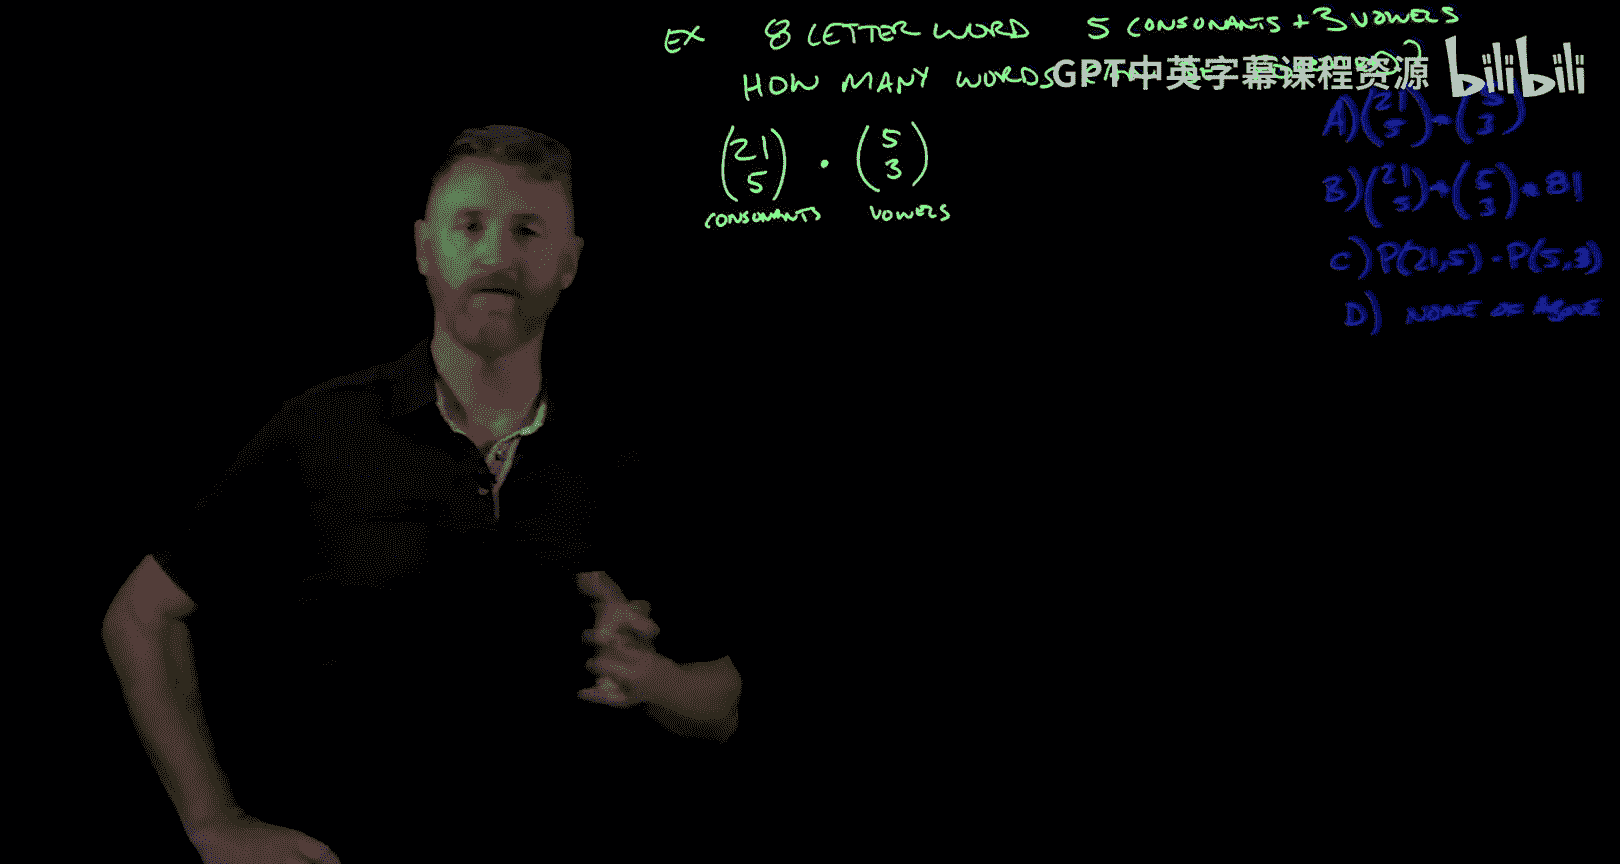 EX 8 LETTER WORD 5 CONSONANTS + 3 VOWELS
HOW MANY WORDS
GPT中英字幕课程资源 bilibili
(21 5) · (5 3)
CONSONANTS VOWELS
A) (21 5) • (5 3)
B) (21 5) • (5 3) • 8!
C) P(21,5) - P(5,3)
D) NONE OF ABOVE